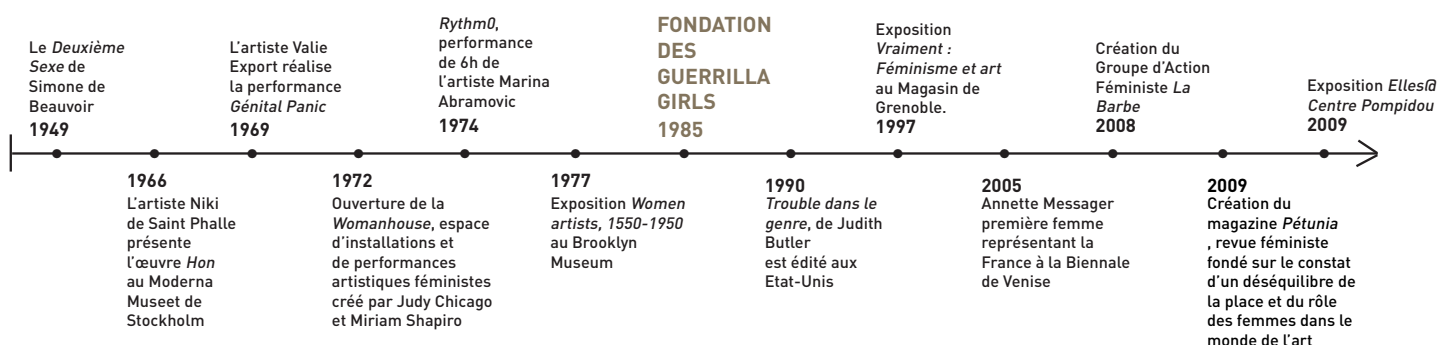 Le Deuxième
Sexe de
Simone de
Beauvoir
1949
1966
L'artiste Niki
de Saint Phalle
présente
l'œuvre Hon
au Moderna
Museet de
Stockholm
L'artiste Valie
Export réalise
la performance
Génital Panic
1969
1972
Ouverture de la
Womanhouse, espace
d'installations et
de performances
artistiques féministes
créé par Judy Chicago
et Miriam Shapiro
Rythm0,
performance
de 6h de
l'artiste Marina
Abramovic
1974
1977
Exposition Women
artists, 1550-1950
au Brooklyn
Museum
FONDATION
DES
GUERRILLA
GIRLS
1985
1990
Trouble dans le
genre, de Judith
Butler
est édité aux
Etat-Unis
Exposition
Vraiment :
Féminisme et art
au Magasin de
Grenoble.
1997
2005
Annette Messager
première femme
représentant la
France à la Biennale
de Venise
Création du
Groupe d'Action
Féministe La
Barbe
2008
2009
Création du
magazine Pétunia
, revue féministe
fondé sur le constat
d'un déséquilibre de
la place et du rôle
des femmes dans le
monde de l'art
Exposition Elles@
Centre Pompidou
2009